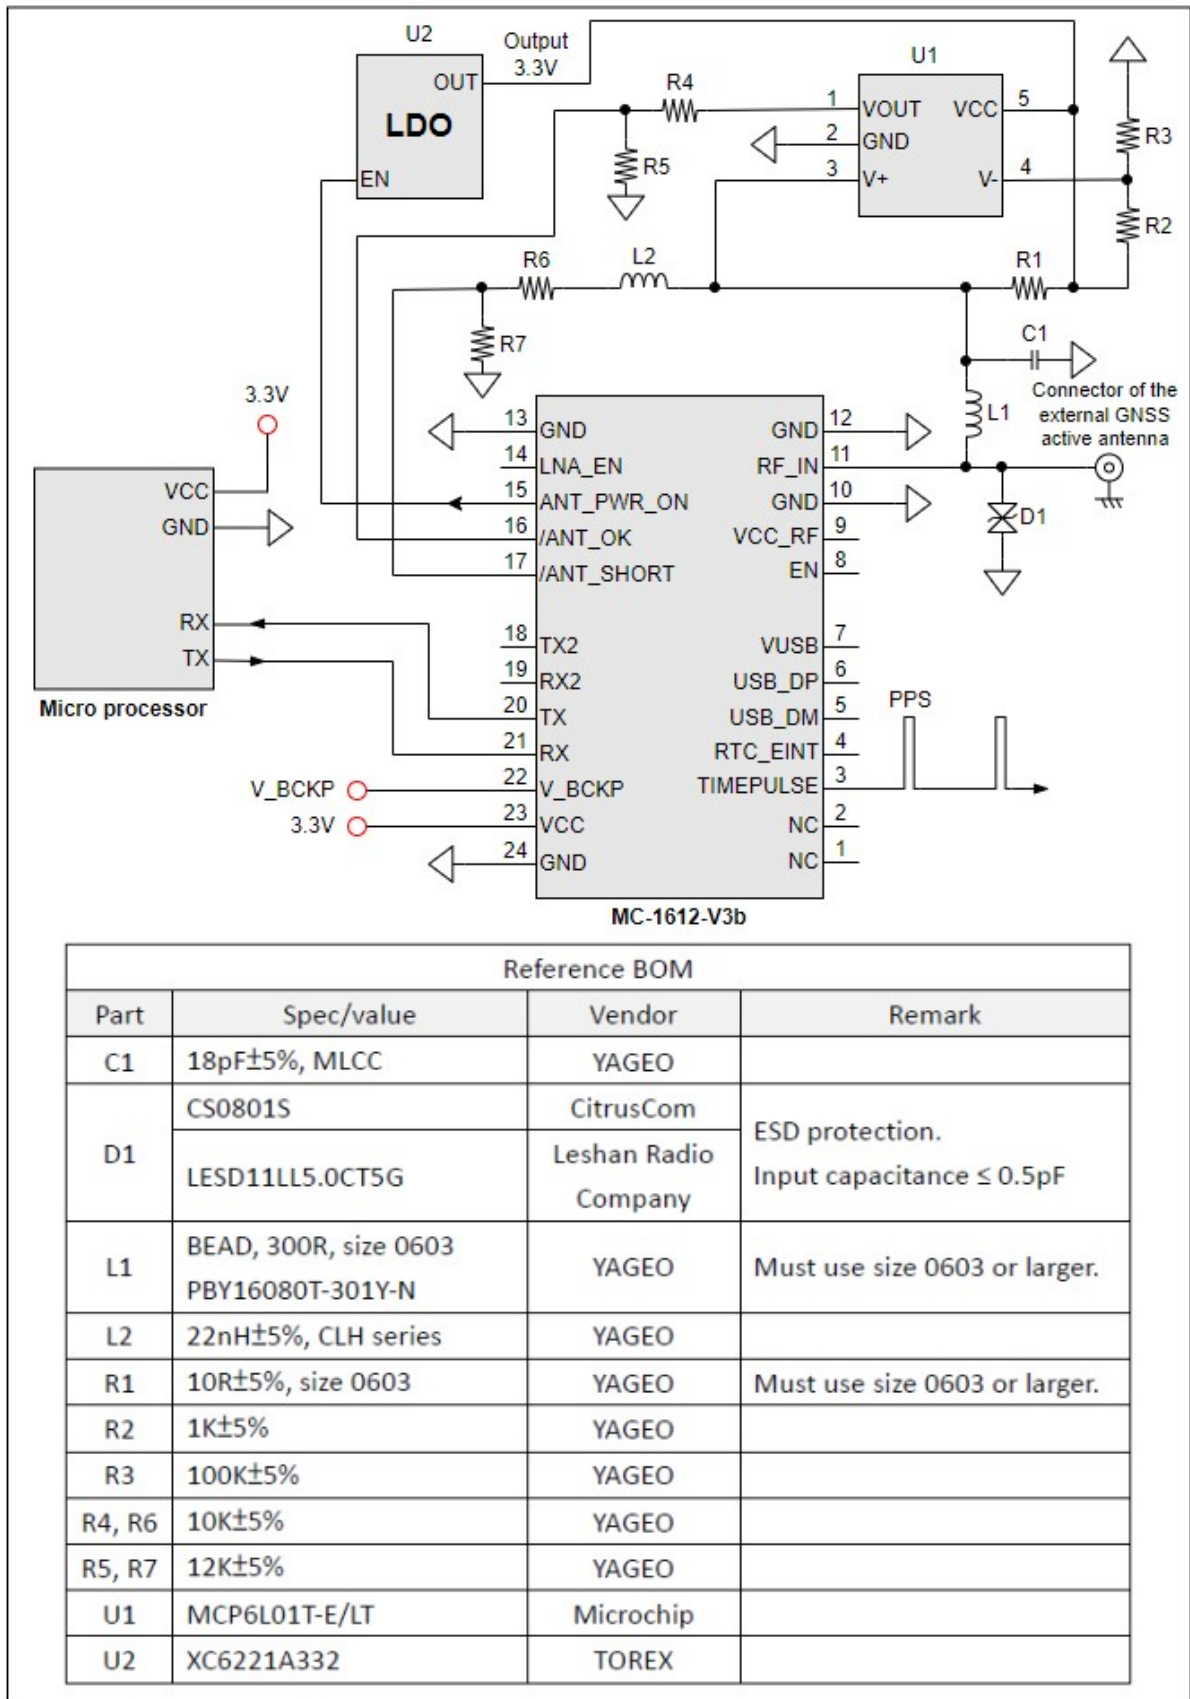 U2
Output
3.3V
OUT
LDO
EN
R4
R5
U1
1
VOUT
VCC
5
2
GND
3
V+
V-
4
R3
R2
R6
L2
R1
R7
C1
L1
Connector of the
external GNSS
active antenna
D1
3.3V
VCC
GND
RX
TX
Micro processor
13
GND
GND
12
14
LNA_EN
RF_IN
11
15
ANT_PWR_ON
GND
10
16
/ANT_OK
VCC_RF
9
17
/ANT_SHORT
EN
8
18
TX2
VUSB
7
19
RX2
USB_DP
6
20
TX
USB_DM
5
21
RX
RTC_EINT
4
V_BCKP
22
V_BCKP
TIMEPULSE
3
PPS
3.3V
23
VCC
NC
2
24
GND
NC
1
MC-1612-V3b
Reference BOM
Part Spec/value Vendor Remark
C1 18pF±5%, MLCC YAGEO
D1 CS0801S CitrusCom
LESD11LL5.0CT5G Leshan Radio
Company
ESD protection.
Input capacitance ≤ 0.5pF
L1 BEAD, 300R, size 0603
PBY16080T-301Y-N YAGEO Must use size 0603 or larger.
L2 22nH±5%, CLH series YAGEO
R1 10R±5%, size 0603 YAGEO Must use size 0603 or larger.
R2 1K±5% YAGEO
R3 100K±5% YAGEO
R4, R6 10K±5% YAGEO
R5, R7 12K±5% YAGEO
U1 MCP6L01T-E/LT Microchip
U2 XC6221A332 TOREX